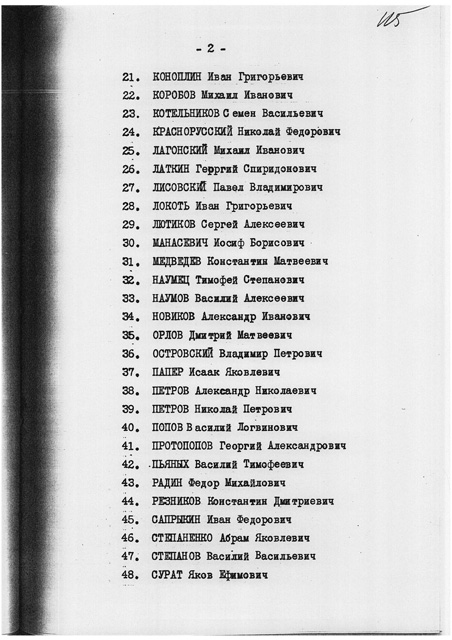 115
- 2 -
21. КОНОПЛИН Иван Григорьевич
22. КОРОБОВ Михаил Иванович
23. КОТЕЛЬНИКОВ Семен Васильевич
24. КРАСНОРУССКИЙ Николай Федорович
25. ЛАГОНСКИЙ Михаил Иванович
26. ЛАТКИН Георгий Спиридонович
27. ЛИСОВСКИЙ Павел Владимирович
28. ЛОКОТЬ Иван Григорьевич
29. ЛЮТИКОВ Сергей Алексеевич
30. МАНАСЕВИЧ Иосиф Борисович
31. МЕДВЕДЕВ Константин Матвеевич
32. НАУМЕЦ Тимофей Степанович
33. НАУМОВ Василий Алексеевич
34. НОВИКОВ Александр Иванович
35. ОРЛОВ Дмитрий Матвеевич
36. ОСТРОВСКИЙ Владимир Петрович
37. ПАПЕР Исаак Яковлевич
38. ПЕТРОВ Александр Николаевич
39. ПЕТРОВ Николай Петрович
40. ПОПОВ Василий Логвинович
41. ПРОТОПОПОВ Георгий Александрович
42. ПЬЯНЫХ Василий Тимофеевич
43. РАДИН Федор Михайлович
44. РЕЗНИКОВ Константин Дмитриевич
45. САПРЫКИН Иван Федорович
46. СТЕПАНЕНКО Абрам Яковлевич
47. СТЕПАНОВ Василий Васильевич
48. СУРАТ Яков Ефимович